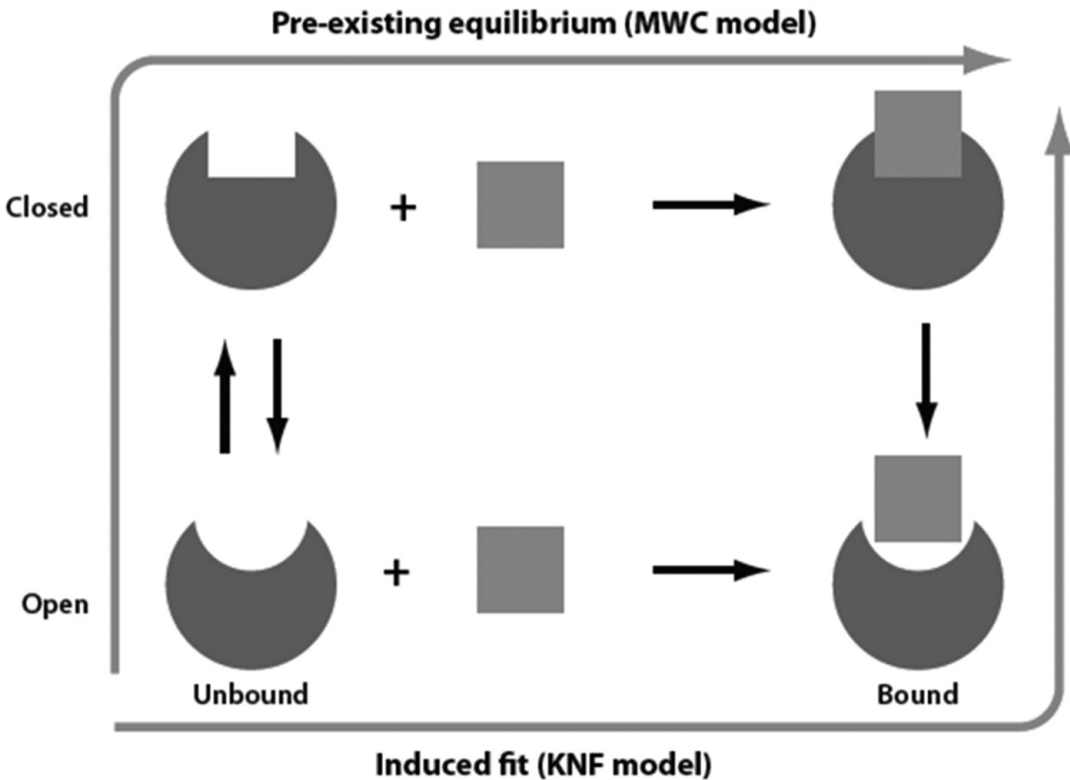 Pre-existing equilibrium (MWC model)
Closed
+
Open
+
Unbound
Bound
Induced fit (KNF model)